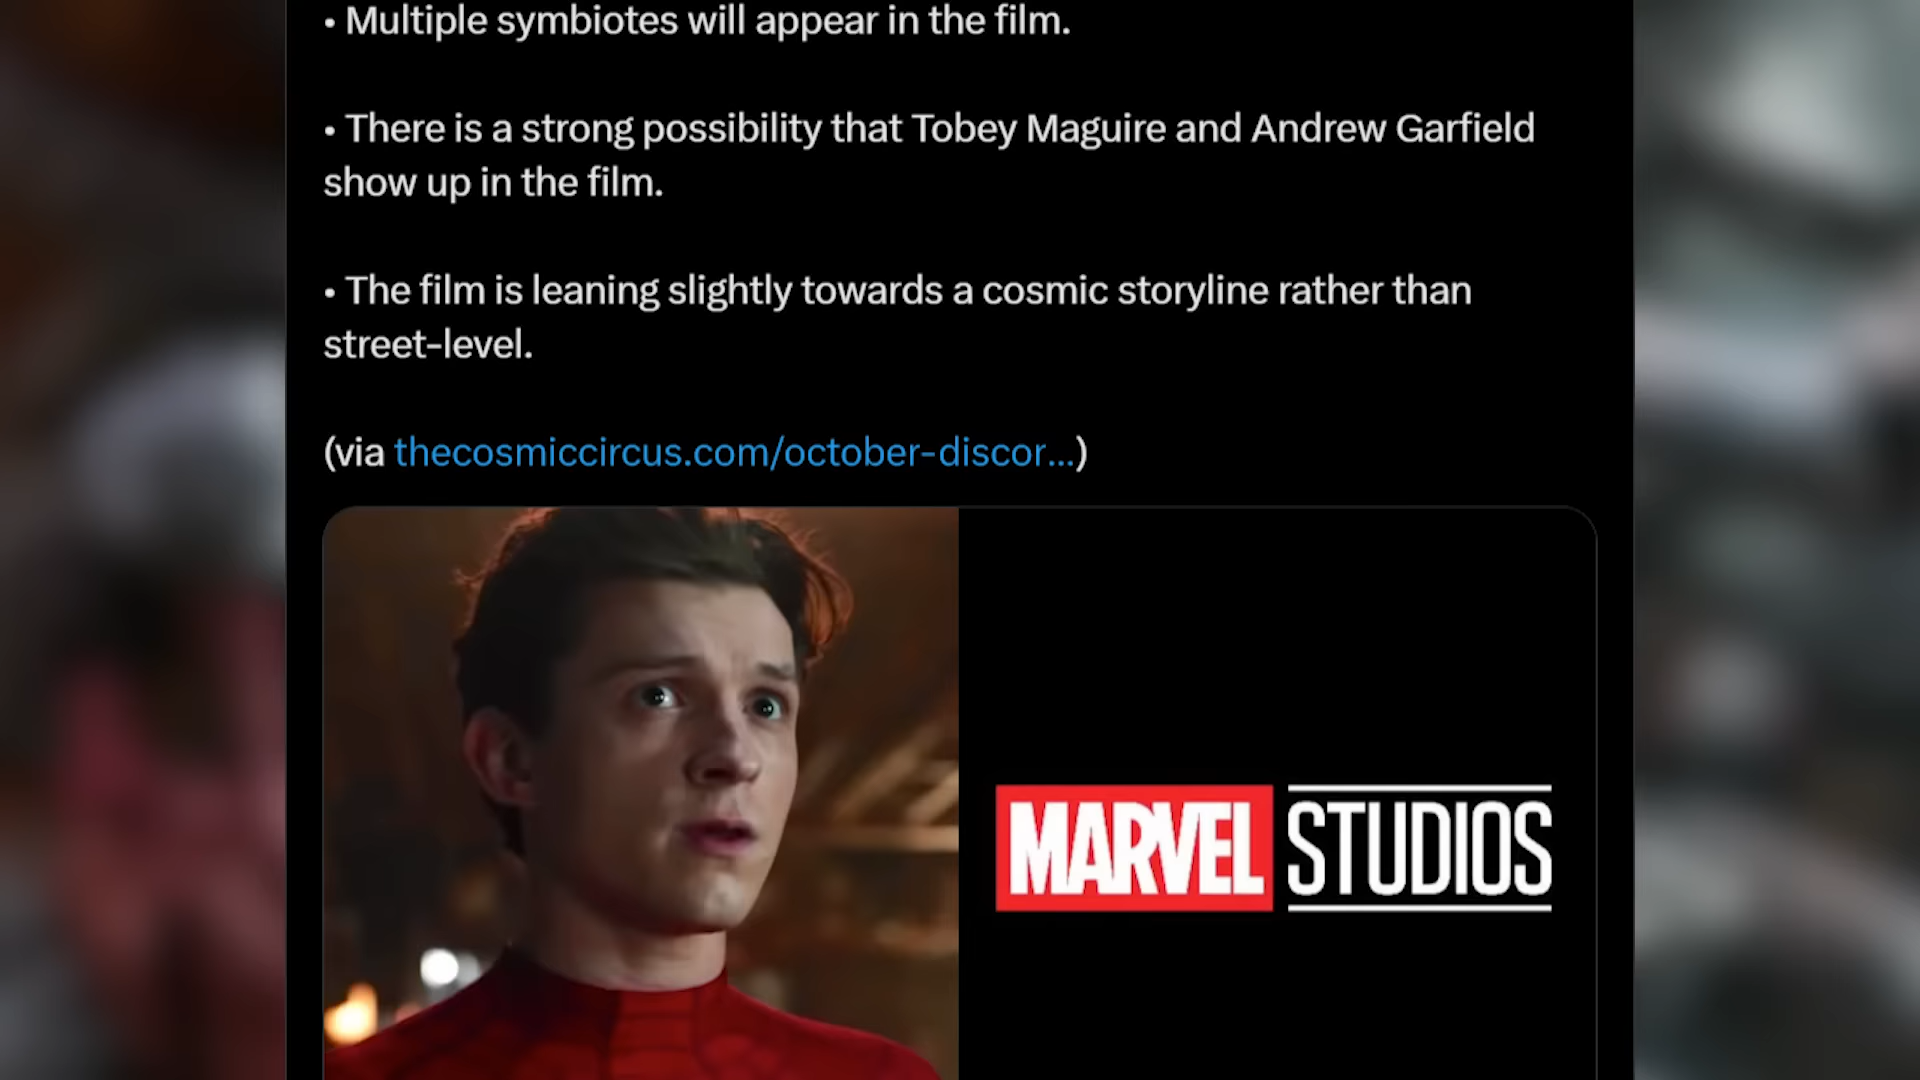 • Multiple symbiotes will appear in the film.
• There is a strong possibility that Tobey Maguire and Andrew Garfield
show up in the film.
• The film is leaning slightly towards a cosmic storyline rather than
street-level.
(via thecosmiccircus.com/october-discor...)
MARVEL STUDIOS